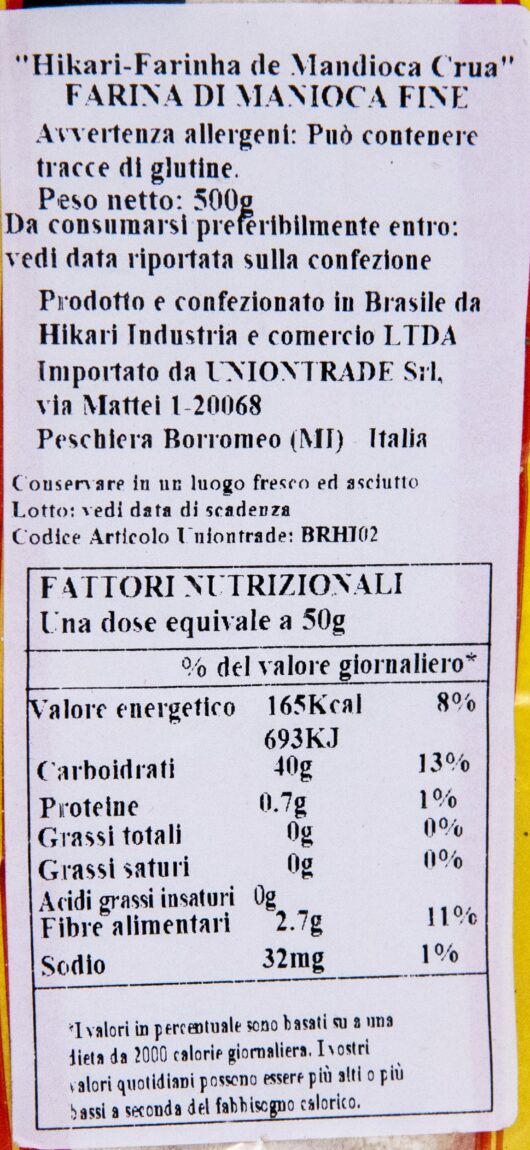 "Hikari-Farinha de Mandioca Crua"
FARINA DI MANIOCA FINE
Avvertenza allergeni: Può contenere
tracce di glutine.
Peso netto: 500g
Da consumarsi preferibilmente entro:
vedi data riportata sulla confezione
Prodotto e confezionato in Brasile da
Hikari Industria e comercio LTDA
Importato da UNIONTRADE Srl,
via Mattei 1-20068
Peschiera Borromeo (MI) Italia
Conservare in un luogo fresco ed asciutto
Lotto: vedi data di scadenza
Codice Articolo Uniontrade: BRHI02
FATTORI NUTRIZIONALI
Una dose equivale a 50g
% del valore giornaliero*
Valore energetico 165Kcal 8%
693KJ
Carboidrati 40g 13%
Proteine 0.7g 1%
Grassi totali 0g 0%
Grassi saturi 0g 0%
Acidi grassi insaturi 0g
Fibre alimentari 2.7g 11%
Sodio 32mg 1%
*I valori in percentuale sono basati su a una
dieta da 2000 calorie giornaliera. I vostri
valori quotidiani possono essere più alti o più
bassi a seconda del fabbisogno calorico.